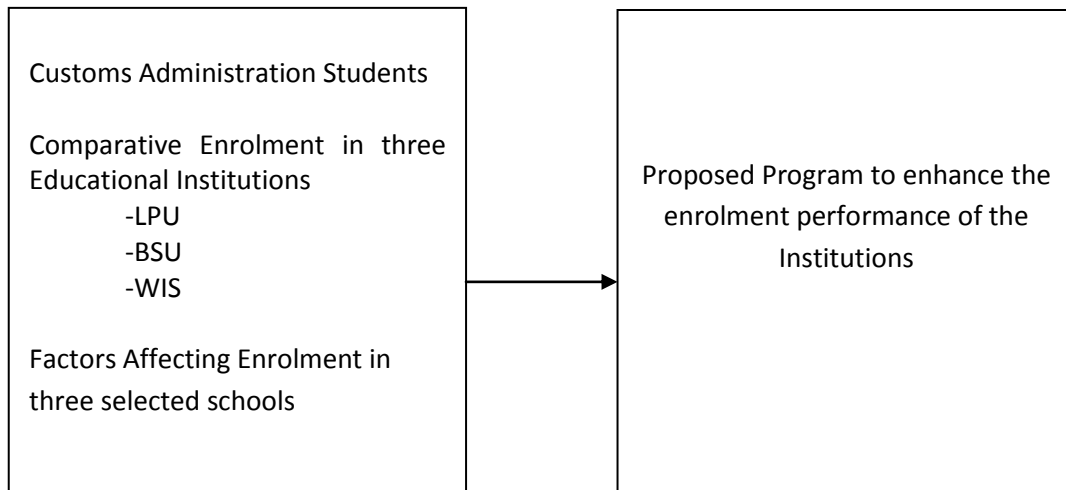 Customs Administration Students
Comparative Enrolment in three
Educational Institutions
-LPU
-BSU
-WIS
Factors Affecting Enrolment in
three selected schools
Proposed Program to enhance the
enrolment performance of the
Institutions